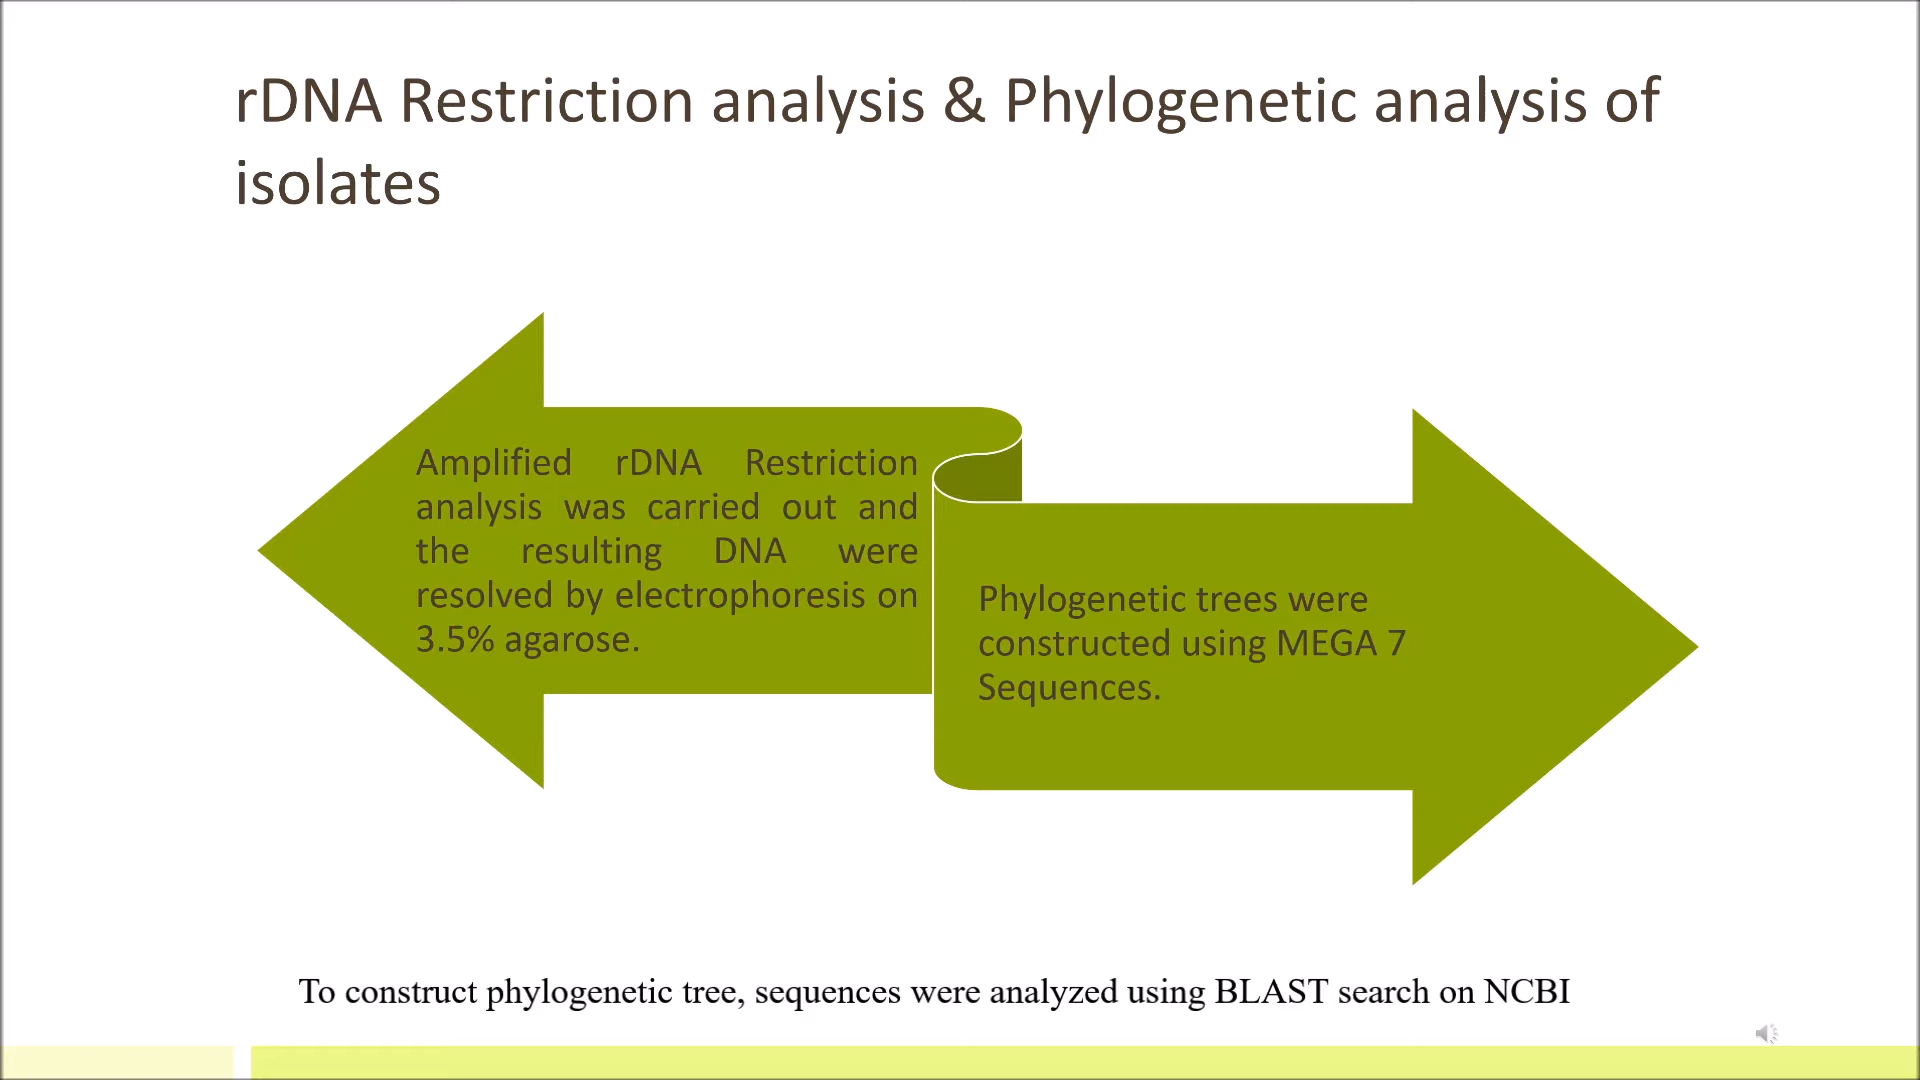 rDNA Restriction analysis & Phylogenetic analysis of
isolates
Amplified rDNA Restriction
analysis was carried out and
the resulting DNA were
resolved by electrophoresis on
3.5% agarose.
Phylogenetic trees were
constructed using MEGA 7
Sequences.
To construct phylogenetic tree, sequences were analyzed using BLAST search on NCBI